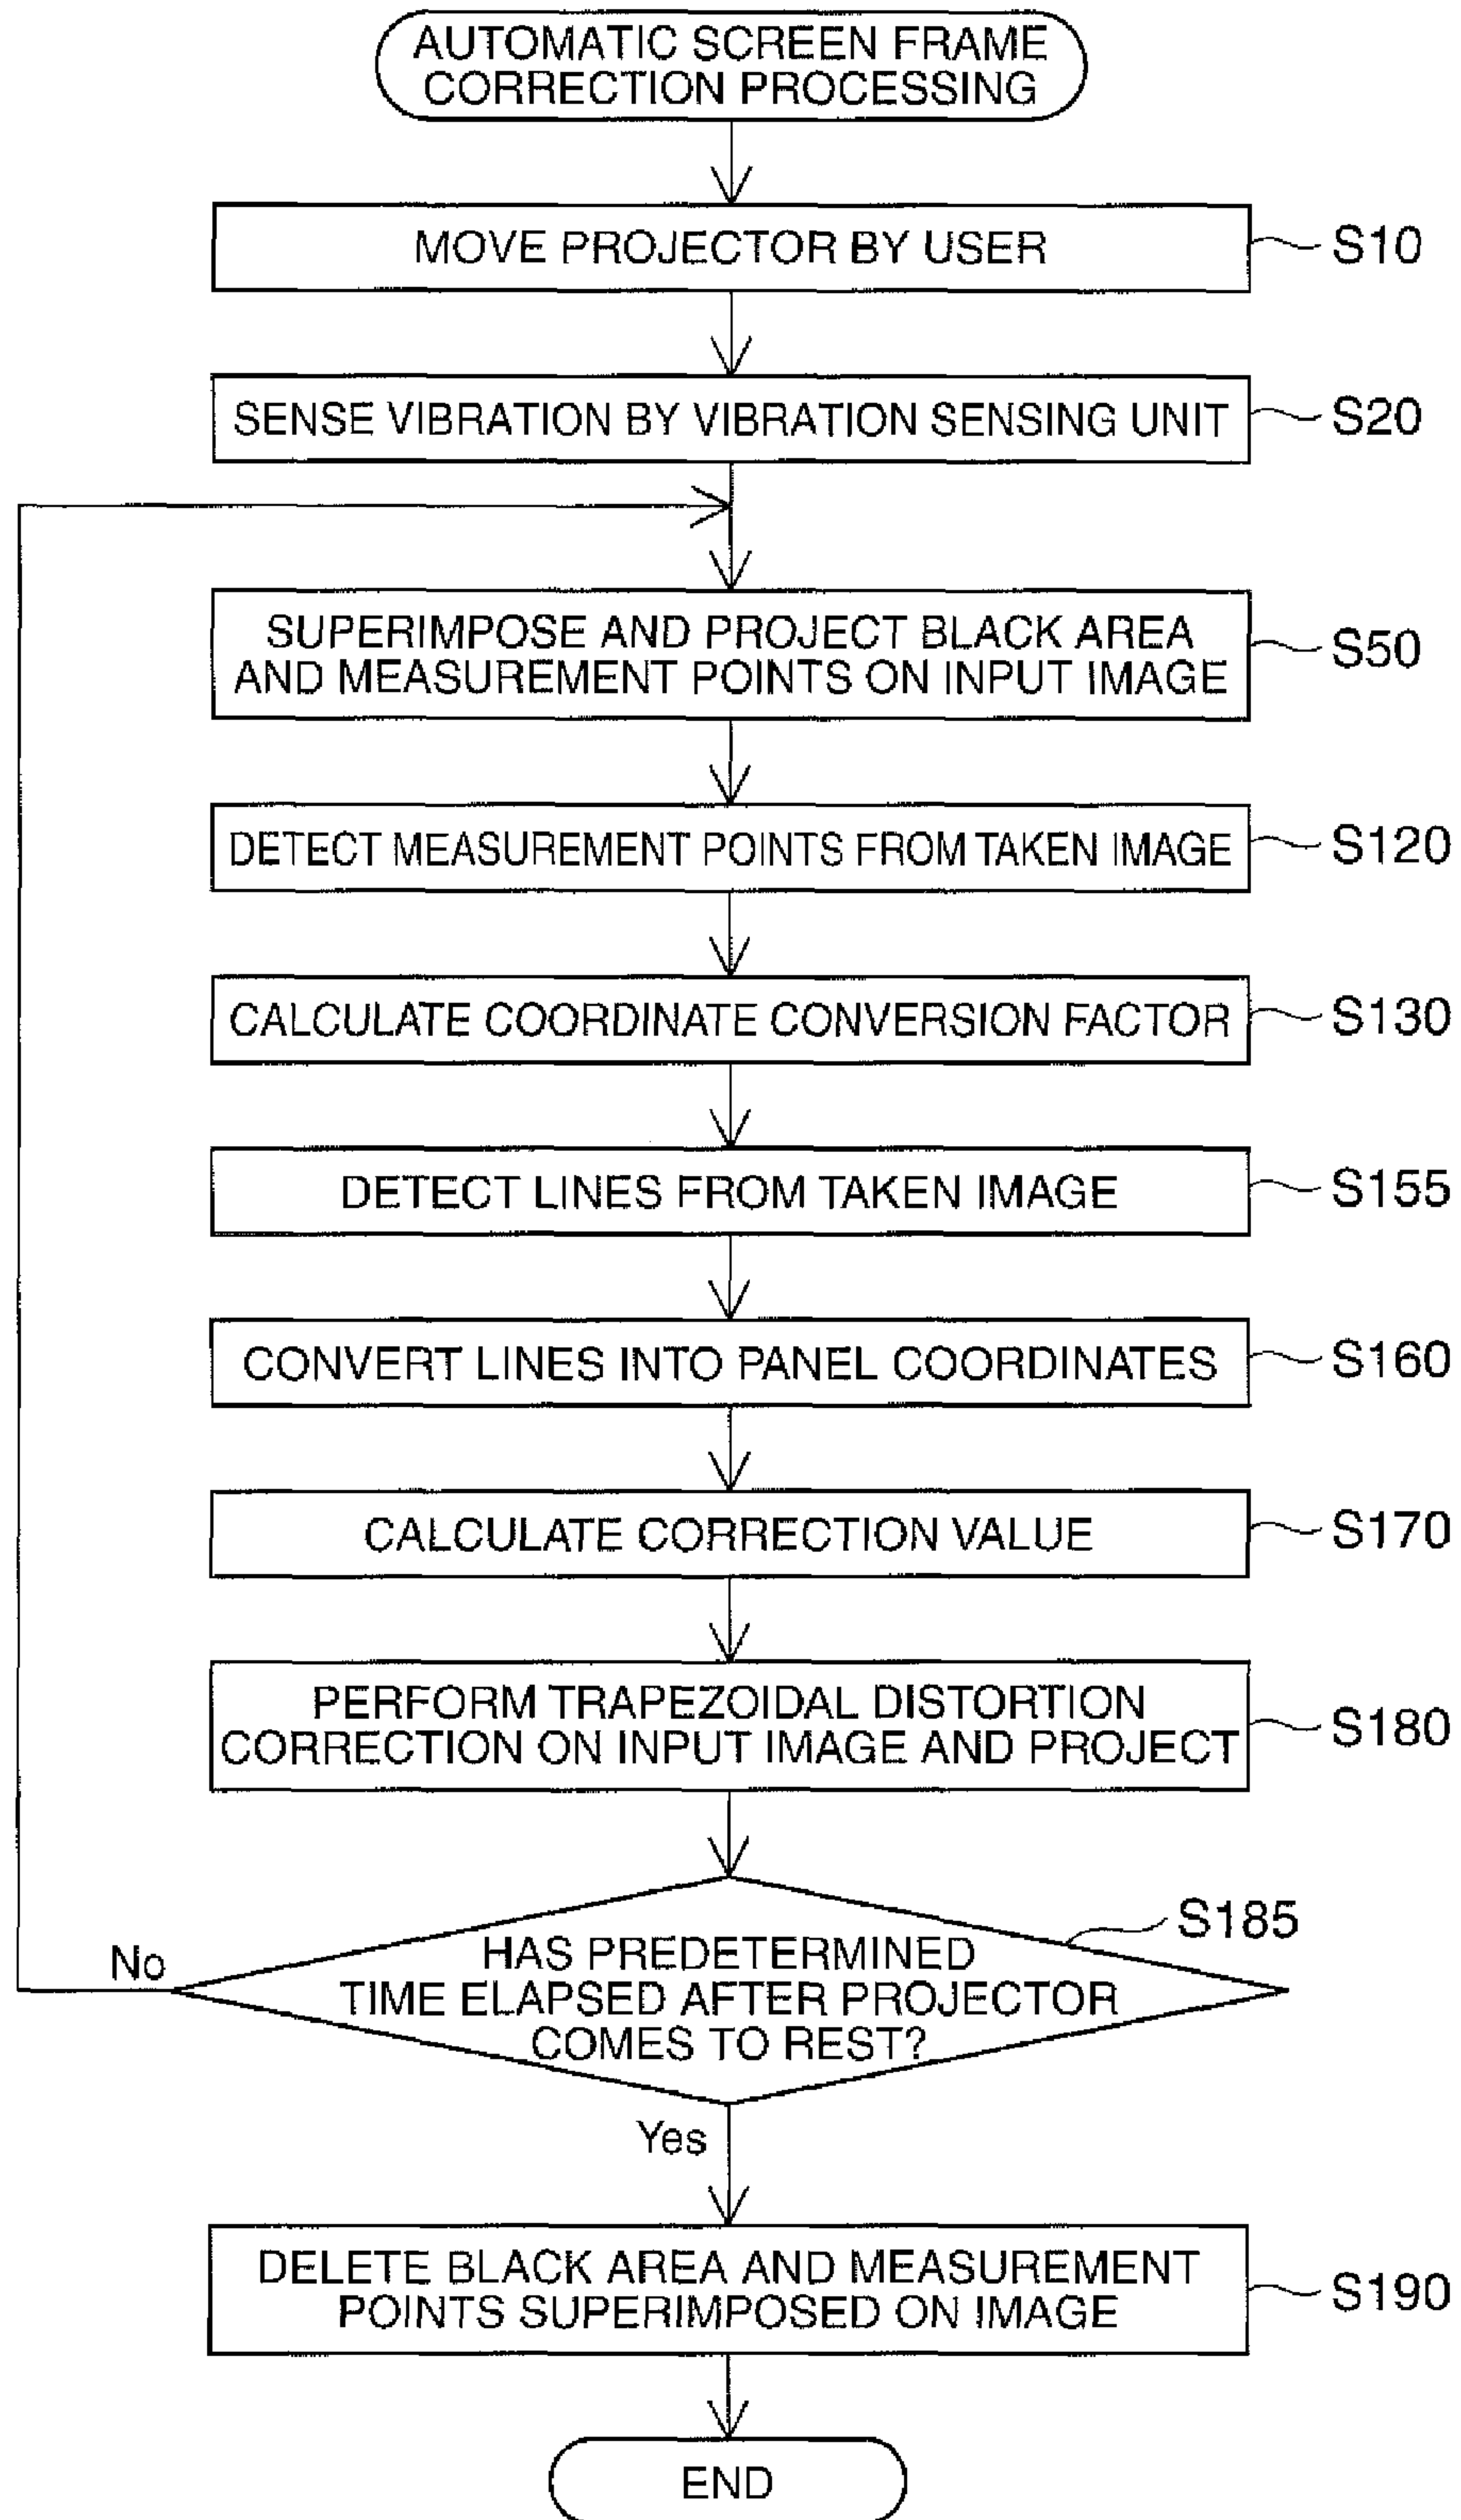 AUTOMATIC SCREEN FRAME
CORRECTION PROCESSING
MOVE PROJECTOR BY USER
S10
SENSE VIBRATION BY VIBRATION SENSING UNIT
S20
SUPERIMPOSE AND PROJECT BLACK AREA
AND MEASUREMENT POINTS ON INPUT IMAGE
S50
DETECT MEASUREMENT POINTS FROM TAKEN IMAGE
S120
CALCULATE COORDINATE CONVERSION FACTOR
S130
DETECT LINES FROM TAKEN IMAGE
S155
CONVERT LINES INTO PANEL COORDINATES
S160
CALCULATE CORRECTION VALUE
S170
PERFORM TRAPEZOIDAL DISTORTION
CORRECTION ON INPUT IMAGE AND PROJECT
S180
S185
HAS PREDETERMINED
TIME ELAPSED AFTER PROJECTOR
COMES TO REST?
No
Yes
DELETE BLACK AREA AND MEASUREMENT
POINTS SUPERIMPOSED ON IMAGE
S190
END